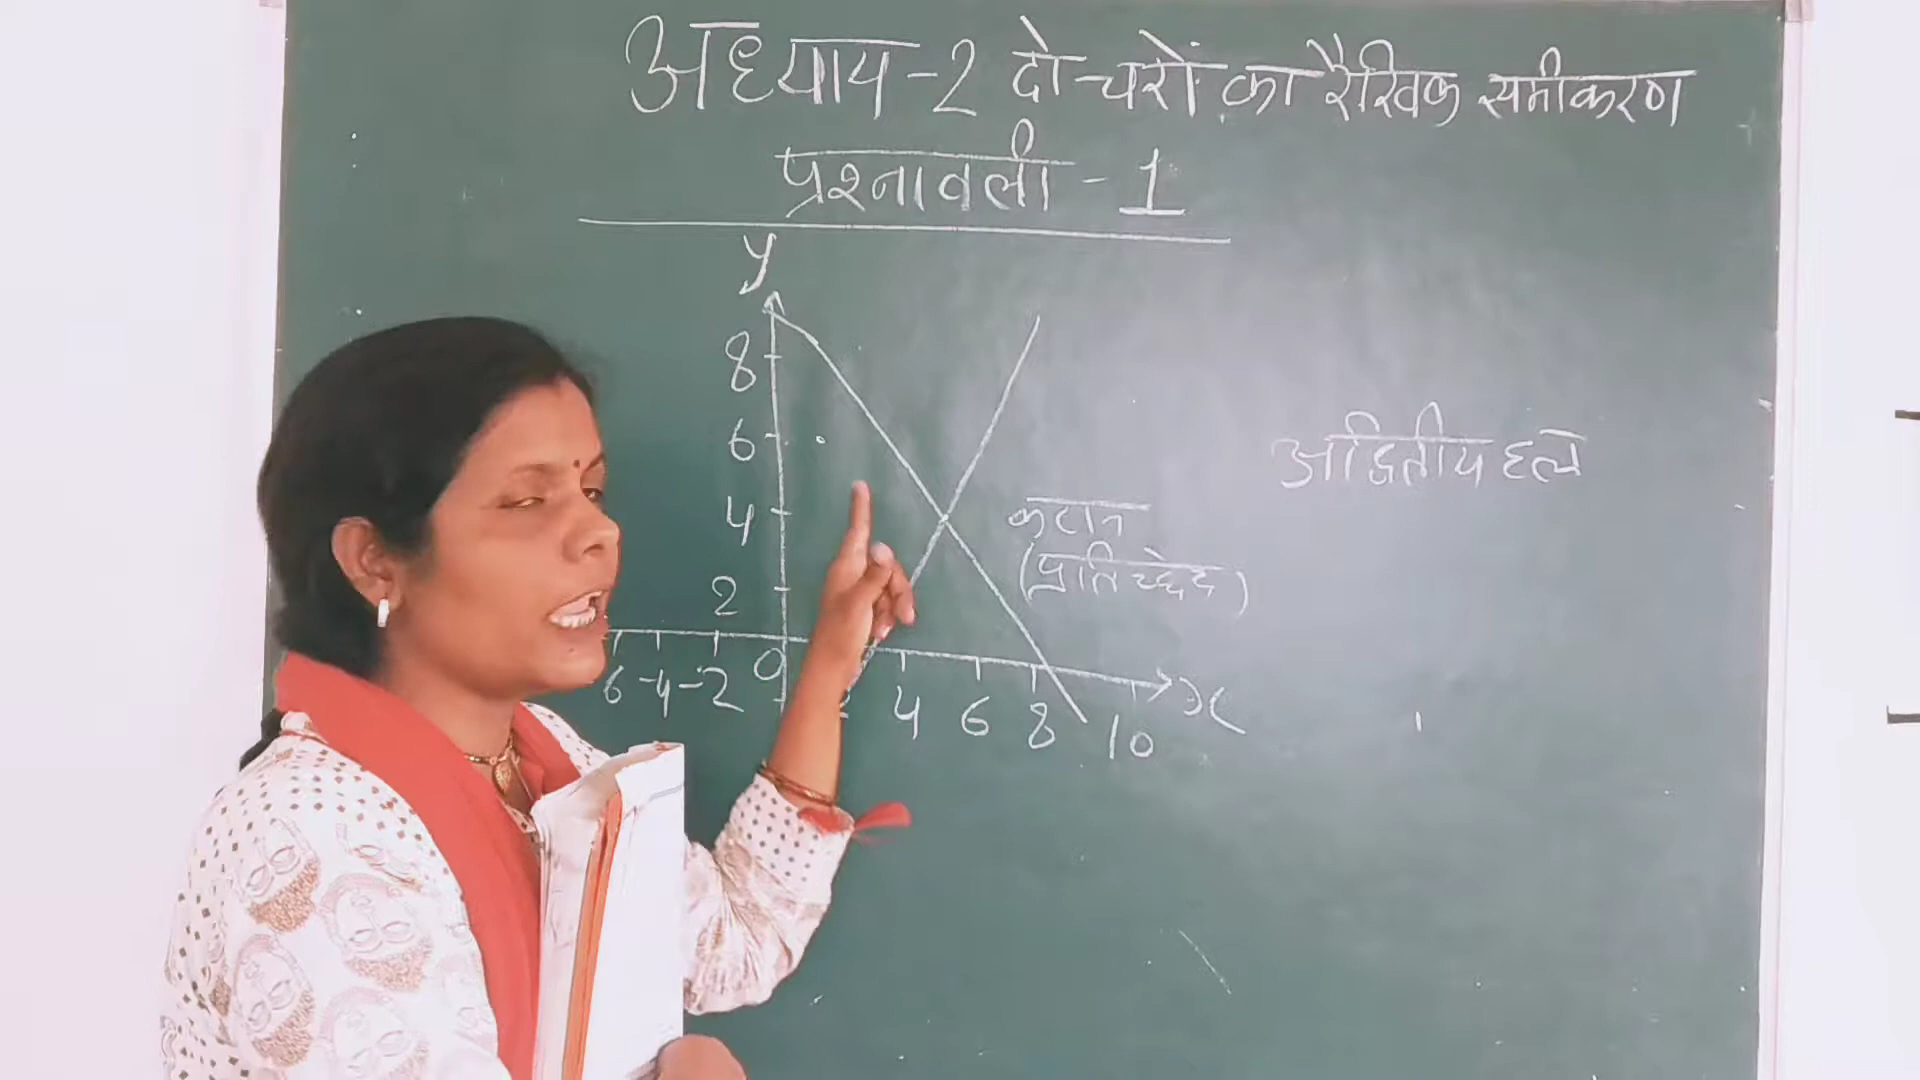 अध्याय-2 दो चरों का रैखिक समीकरण
प्रश्नावली - 1
y
8
6
4
2
0
6 -4 -2
2 4 6 8 10
x
कटान
(प्रतिच्छेद)
अद्वितीय हल